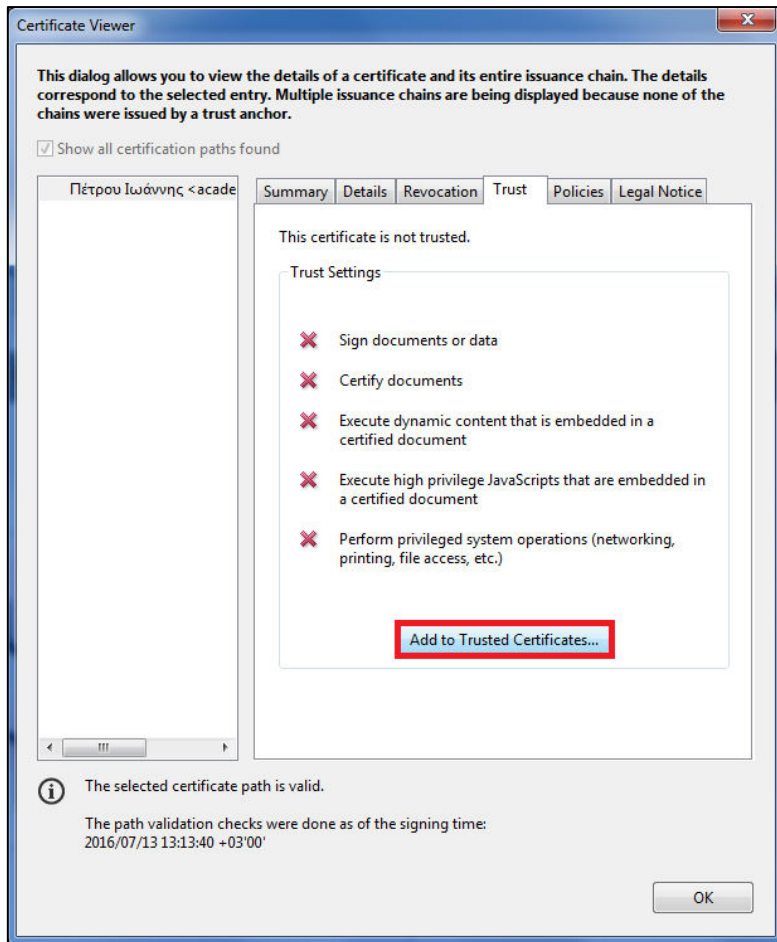 Certificate Viewer
This dialog allows you to view the details of a certificate and its entire issuance chain. The details
correspond to the selected entry. Multiple issuance chains are being displayed because none of the
chains were issued by a trust anchor.
Show all certification paths found
Πέτρου Ιωάννης <acade
Summary Details Revocation Trust Policies Legal Notice
This certificate is not trusted.
Trust Settings
Sign documents or data
Certify documents
Execute dynamic content that is embedded in a
certified document
Execute high privilege JavaScripts that are embedded in
a certified document
Perform privileged system operations (networking,
printing, file access, etc.)
Add to Trusted Certificates...
The selected certificate path is valid.
The path validation checks were done as of the signing time:
2016/07/13 13:13:40 +03'00'
OK